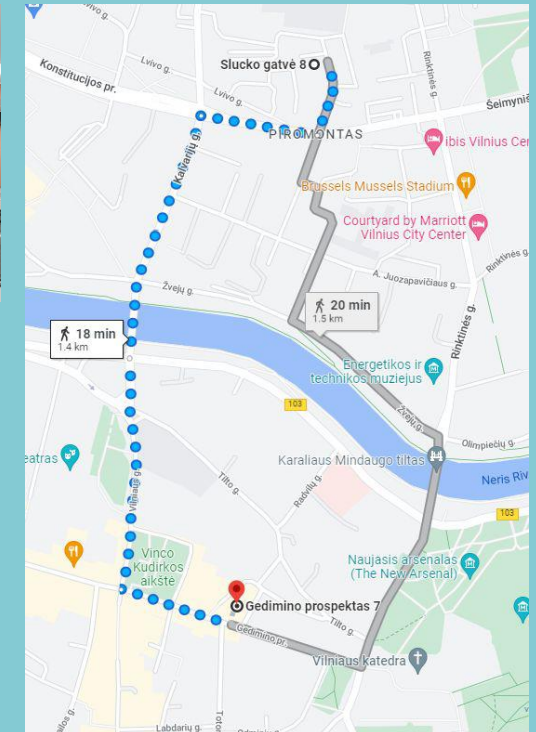 Lvivo g.
Rinktinės g.
Slucko gatvė 8
Konstitucijos pr.
Lvivo g.
Lvivo g.
Šeimyniš
PIROMONTAS
ibis Vilnius Cen
Kalvarijų g.
Brussels Mussels Stadium
Courtyard by Marriott
Vilnius City Center
Rinktinės g.
A. Juozapavičiaus g.
Žvejų g.
20 min
1.5 km
Rinktinės g.
18 min
1.4 km
Energetikos ir
technikos muziejus
103
Žvejų g.
Olimpiečių g.
eatras
Karaliaus Mindaugo tiltas
Tilto g.
Neris Riv
Radvilų g.
Vilniaus g.
103
Vinco
Kudirkos
aikštė
Naujasis arsenalas
(The New Arsenal)
Gedimino prospektas 7
Tilto g.
Gedimino pr.
Vilniaus katedra
Labdarių g.
Totor